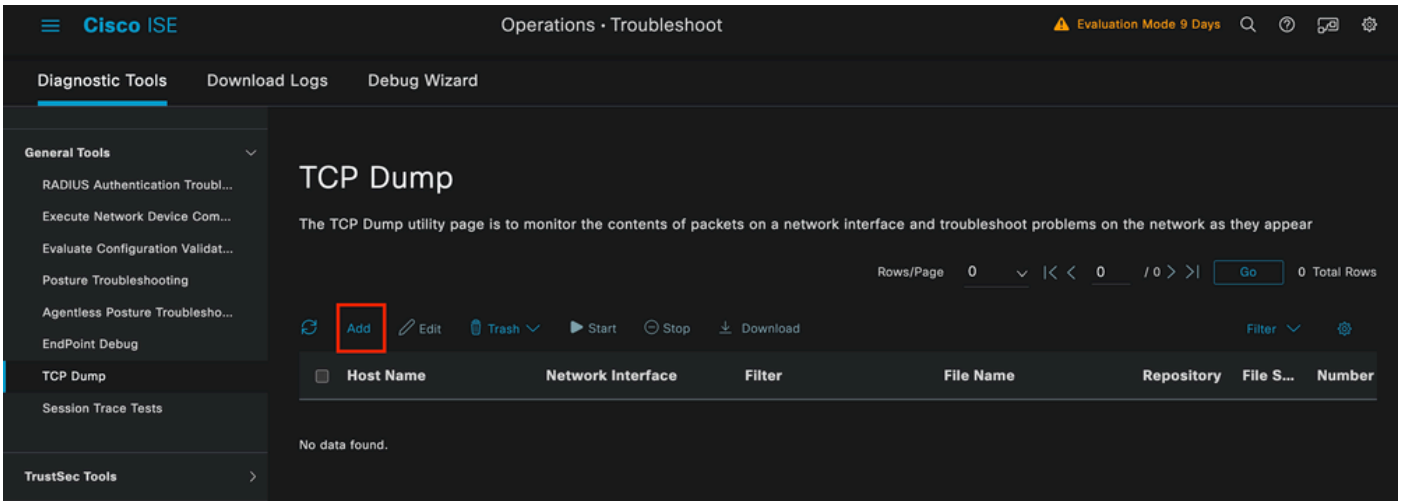 Cisco ISE
Operations · Troubleshoot
Evaluation Mode 9 Days
Diagnostic Tools
Download Logs
Debug Wizard
General Tools
RADIUS Authentication Troubl...
Execute Network Device Com...
Evaluate Configuration Validat...
Posture Troubleshooting
Agentless Posture Troublesho...
EndPoint Debug
TCP Dump
Session Trace Tests
TrustSec Tools
TCP Dump
The TCP Dump utility page is to monitor the contents of packets on a network interface and troubleshoot problems on the network as they appear
Rows/Page 0 |< < 0 / 0 > >| Go 0 Total Rows
Add Edit Trash Start Stop Download Filter
Host Name Network Interface Filter File Name Repository File S... Number
No data found.